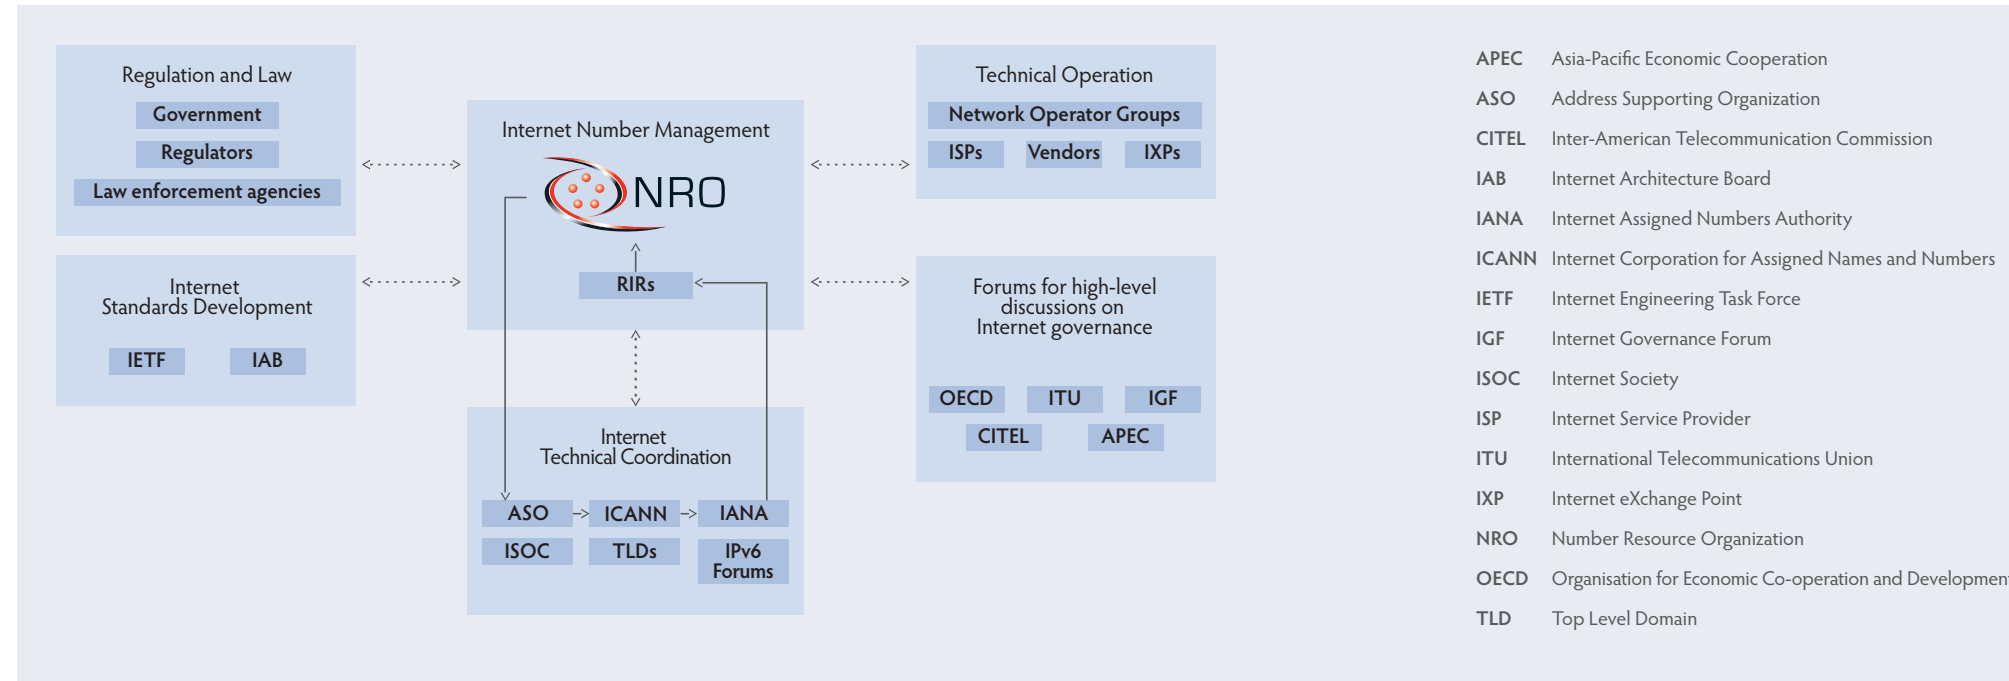 Regulation and Law
Government
Regulators
Law enforcement agencies
Internet
Standards Development
IETF IAB
Internet Number Management
NRO
RIRs
Internet
Technical Coordination
ASO ICANN IANA
ISOC TLDs IPv6
Forums
Technical Operation
Network Operator Groups
ISPs Vendors IXPs
Forums for high-level
discussions on
Internet governance
OECD ITU IGF
CITEL APEC
APEC Asia-Pacific Economic Cooperation
ASO Address Supporting Organization
CITEL Inter-American Telecommunication Commission
IAB Internet Architecture Board
IANA Internet Assigned Numbers Authority
ICANN Internet Corporation for Assigned Names and Numbers
IETF Internet Engineering Task Force
IGF Internet Governance Forum
ISOC Internet Society
ISP Internet Service Provider
ITU International Telecommunications Union
IXP Internet eXchange Point
NRO Number Resource Organization
OECD Organisation for Economic Co-operation and Development
TLD Top Level Domain